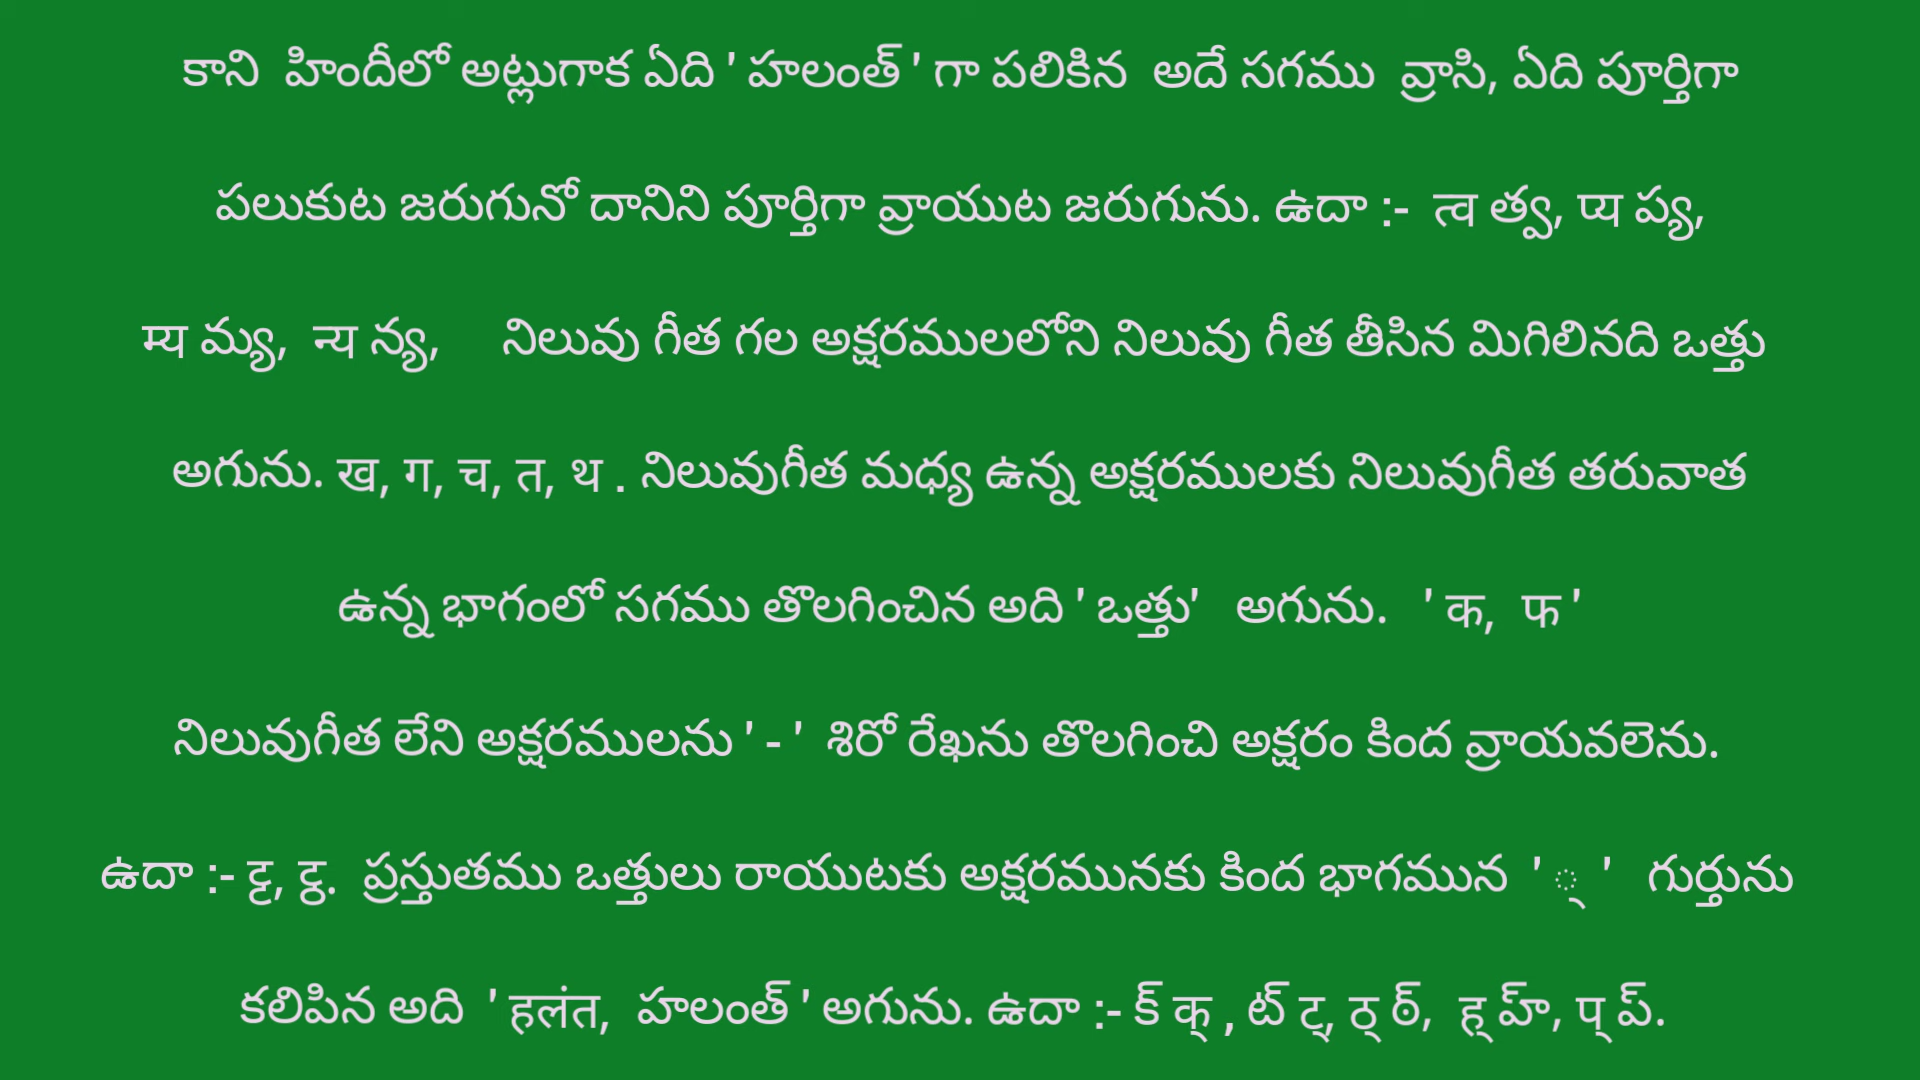 కాని హిందీలో అట్లుగాక ఏది ' హలంత్ ' గా పలికిన అదే సగము వ్రాసి, ఏది పూర్తిగా
పలుకుట జరుగునో దానిని పూర్తిగా వ్రాయుట జరుగును. ఉదా :- त्व త్వ, प्य ప్య,
म्य మ్య, न्य న్య, నిలువు గీత గల అక్షరములలోని నిలువు గీత తీసిన మిగిలినది ఒత్తు
అగును. ख, ग, च, त, थ . నిలువుగీత మధ్య ఉన్న అక్షరములకు నిలువుగీత తరువాత
ఉన్న భాగంలో సగము తొలగించిన అది ' ఒత్తు' అగును. ' क, फ '
నిలువుగీత లేని అక్షరములను ' - ' శిరో రేఖను తొలగించి అక్షరం కింద వ్రాయవలెను.
ఉదా :- ट्ट, ट्ठ. ప్రస్తుతము ఒత్తులు రాయుటకు అక్షరమునకు కింద భాగమున ' ् ' గుర్తును
కలిపిన అది ' हलंत, హలంత్ ' అగును. ఉదా :- క్ क् , ట్ ट्, ठ् ఠ్, ह् హ్, प् ప్.